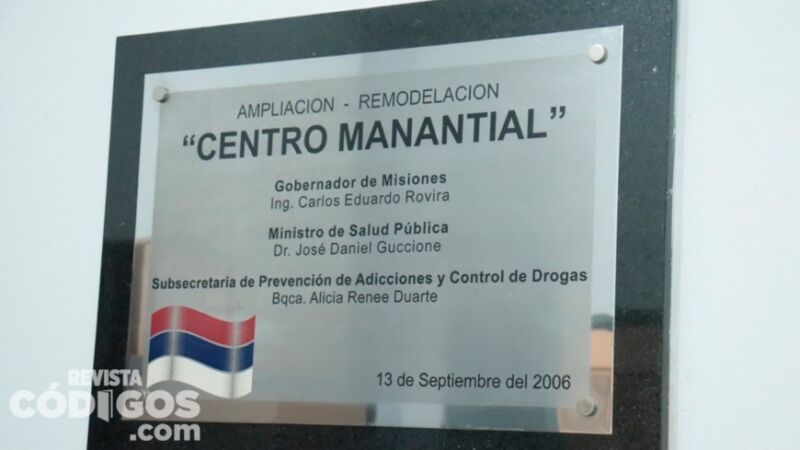 AMPLIACION - REMODELACION
"CENTRO MANANTIAL"
Gobernador de Misiones
Ing. Carlos Eduardo Rovira
Ministro de Salud Pública
Dr. José Daniel Guccione
Subsecretaria de Prevención de Adicciones y Control de Drogas
Bqca. Alicia Renee Duarte
13 de Septiembre del 2006
REVISTA
CÓDIGOS
.com